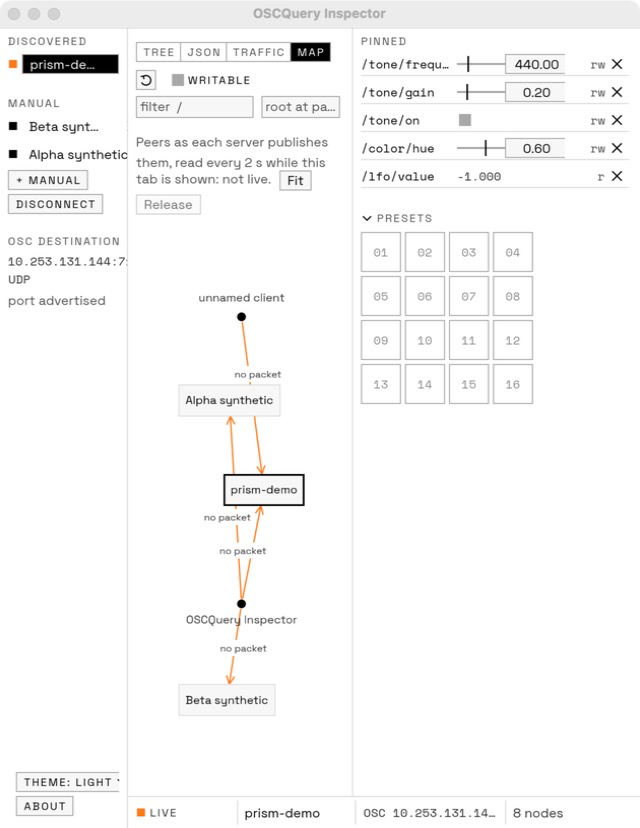 OSCQuery Inspector
DISCOVERED
prism-de…
MANUAL
Beta synt…
Alpha synthetic
+ MANUAL
DISCONNECT
OSC DESTINATION
10.253.131.144:7
UDP
port advertised
THEME: LIGHT
ABOUT
TREE JSON TRAFFIC MAP
WRITABLE
filter / root at pa…
Peers as each server publishes
them, read every 2 s while this
tab is shown: not live. Fit
Release
unnamed client
no packet
Alpha synthetic
prism-demo
no packet
no packet
OSCQuery Inspector
no packet
Beta synthetic
PINNED
/tone/frequ… 440.00 rw
/tone/gain 0.20 rw
/tone/on rw
/color/hue 0.60 rw
/lfo/value -1.000 r
PRESETS
01 02 03 04
05 06 07 08
09 10 11 12
13 14 15 16
LIVE prism-demo OSC 10.253.131.14… 8 nodes